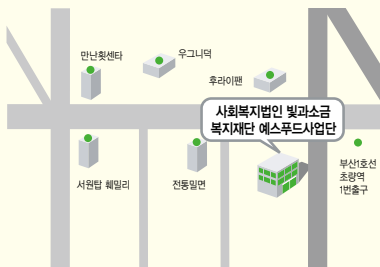 만난횟센타
우그니덕
후라이팬
사회복지법인 빛과소금
복지재단 예스푸드사업단
서원탑 훼밀리
전통밀면
부산1호선
초량역
1번출구